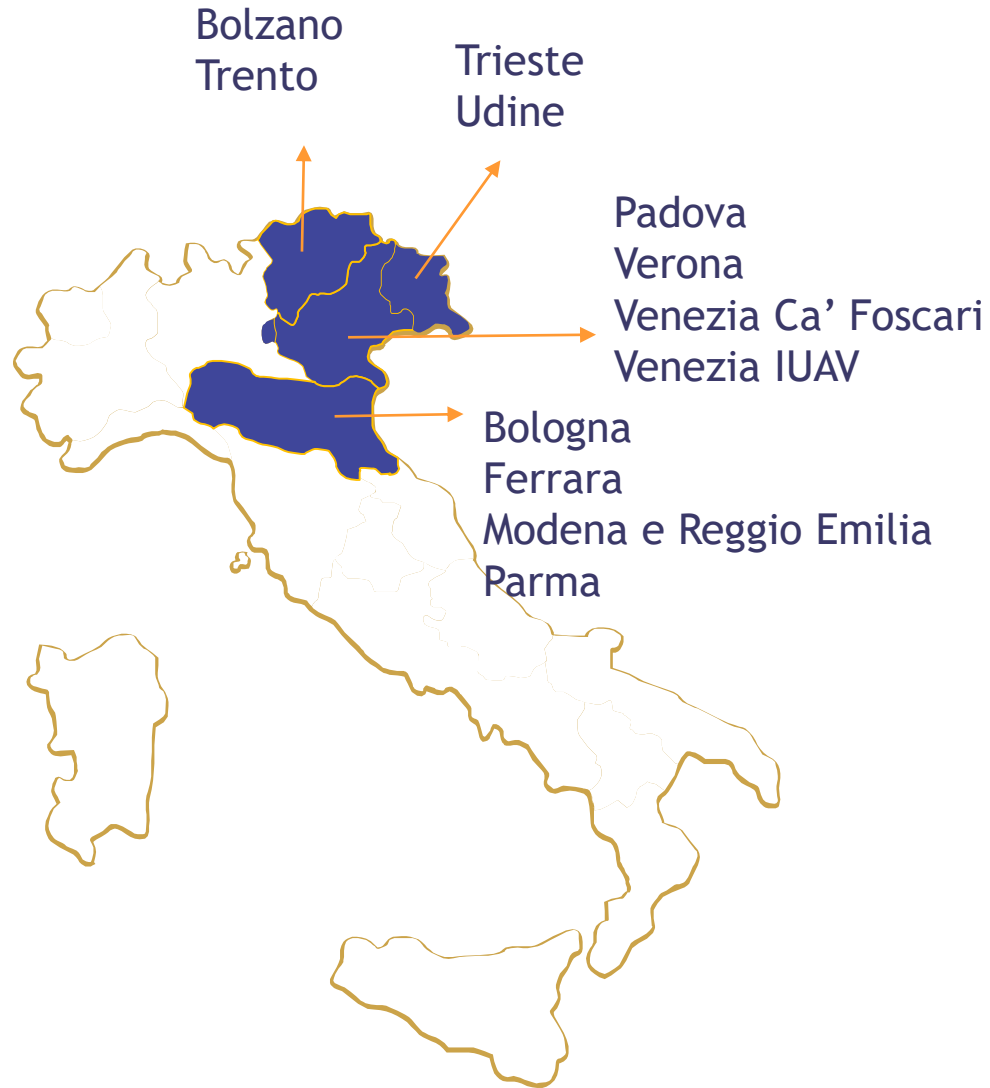 Bolzano
Trento
Trieste
Udine
Padova
Verona
Venezia Ca’ Foscari
Venezia IUAV
Bologna
Ferrara
Modena e Reggio Emilia
Parma